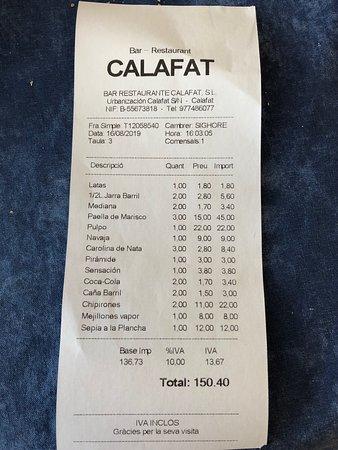 Bar - Restaurant
CALAFAT
BAR RESTAURANTE CALAFAT, S.L.
Urbanización Calafat S/N - Calafat
NIF: B-55673818 - Tel: 977486077
Fra Simple: T12058540 Cambrer: SIGHORE
Data: 16/08/2019 Hora: 16:03:05
Taula: 3 Comensals:1
Descripció Quant Preu Import
Latas 1,00 1,80 1,80
1/2L Jarra Barril 2,00 2,80 5,60
Mediana 2,00 1,70 3,40
Paella de Marisco 3,00 15,00 45,00
Pulpo 1,00 22,00 22,00
Navaja 1,00 9,00 9,00
Carolina de Nata 3,00 2,80 8,40
Pirámide 1,00 3,00 3,00
Sensación 1,00 3,80 3,80
Coca-Cola 2,00 1,70 3,40
Caña Barril 2,00 1,50 3,00
Chipirones 2,00 11,00 22,00
Mejillones vapor 1,00 8,00 8,00
Sepia a la Plancha 1,00 12,00 12,00
Base Imp %IVA IVA
136,73 10,00 13,67
Total: 150.40
IVA INCLOS
Gràcies per la seva visita